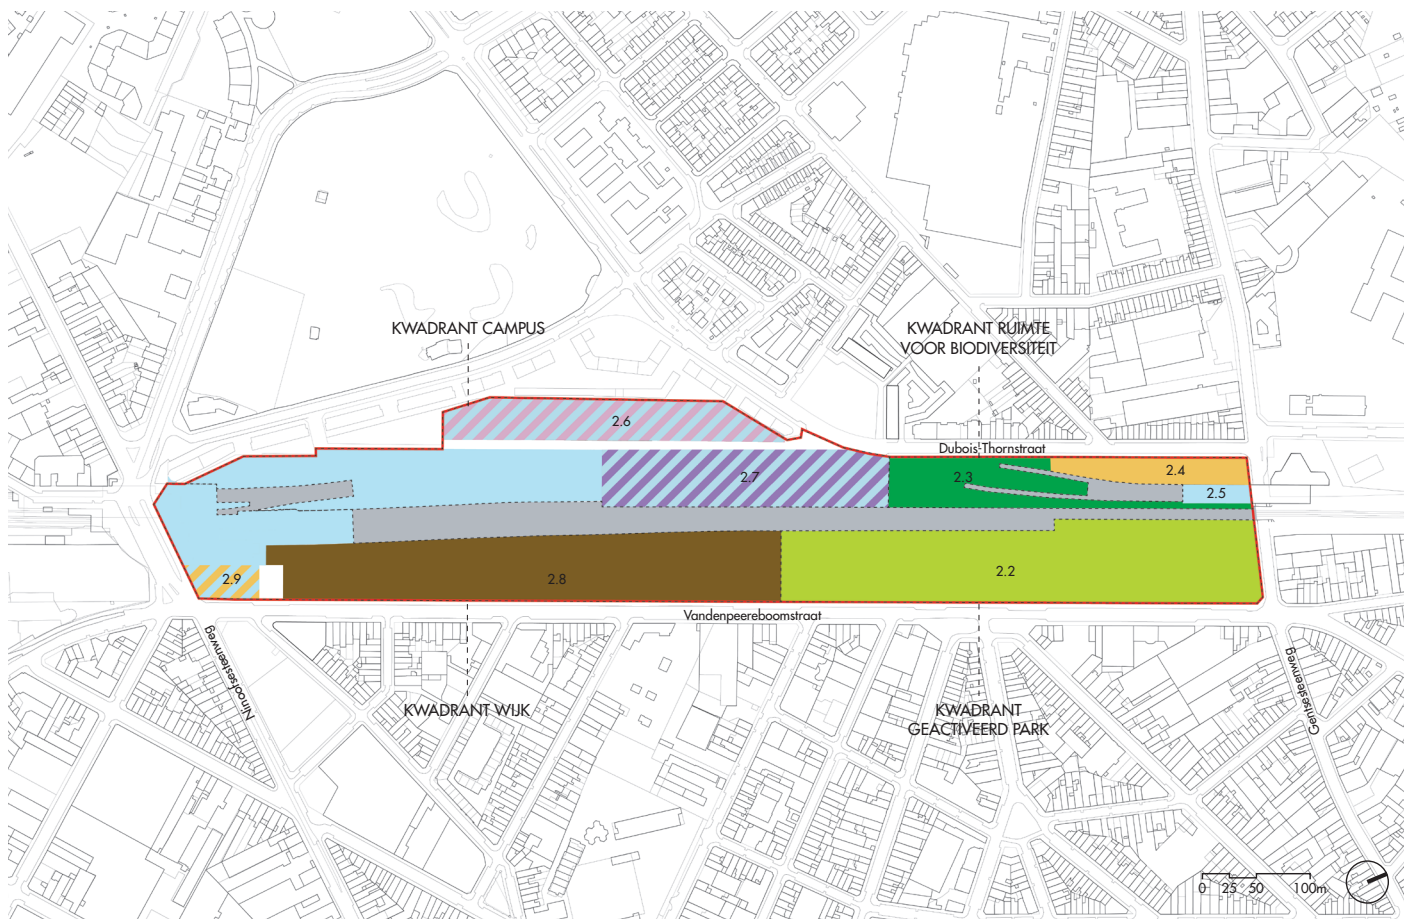 KWADRANT CAMPUS
KWADRANT RUIMTE
VOOR BIODIVERSITEIT
2.6
Dubois-Thornstraat
2.7
2.3
2.4
2.5
2.9
2.8
2.2
Vandenpeereboomstraat
Ninoofsesteenweg
Gentsesteenweg
KWADRANT WIJK
KWADRANT
GEACTIVEERD PARK
0 25 50 100m